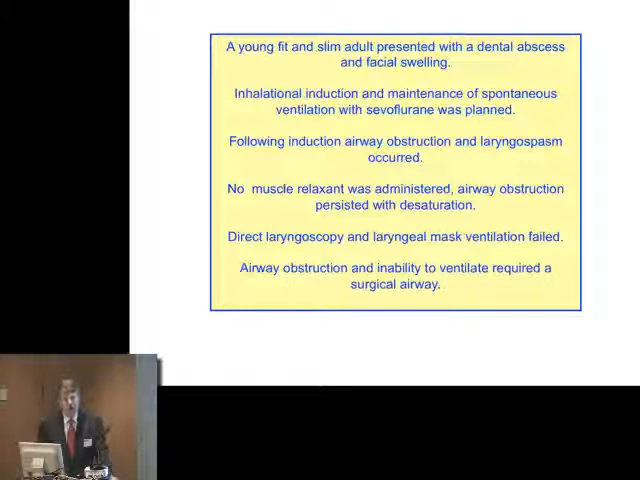 A young fit and slim adult presented with a dental abscess
and facial swelling.
Inhalational induction and maintenance of spontaneous
ventilation with sevoflurane was planned.
Following induction airway obstruction and laryngospasm
occurred.
No muscle relaxant was administered, airway obstruction
persisted with desaturation.
Direct laryngoscopy and laryngeal mask ventilation failed.
Airway obstruction and inability to ventilate required a
surgical airway.